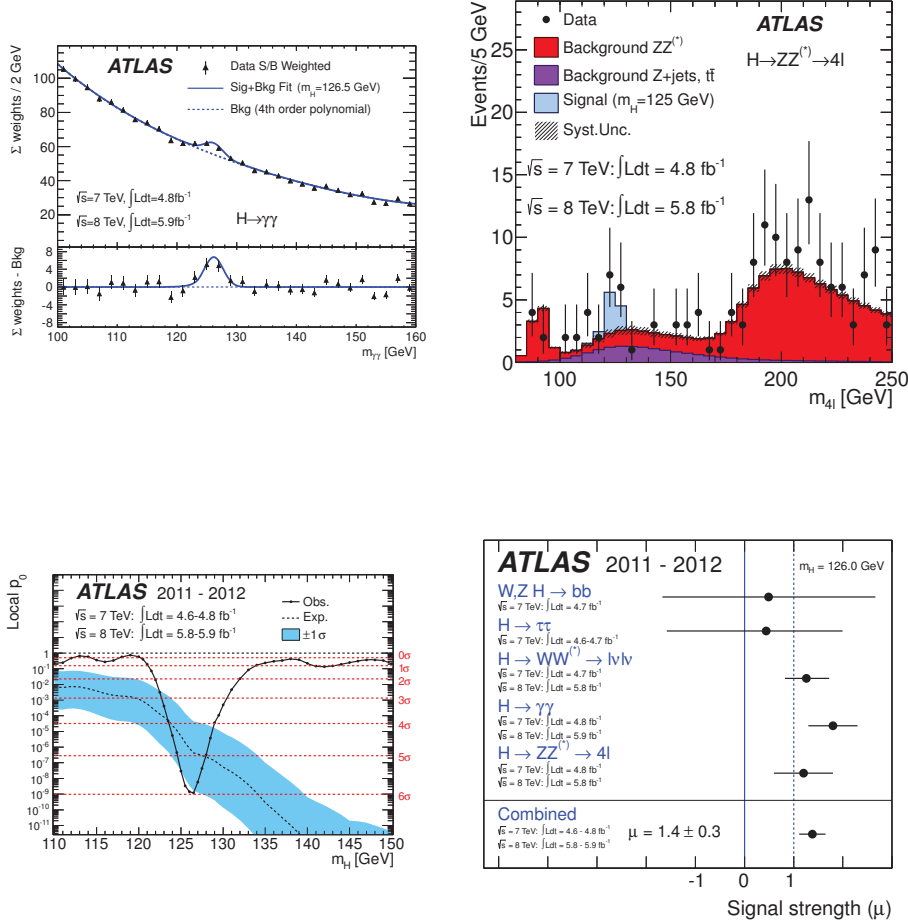 ATLAS
Data S/B Weighted
Sig+Bkg Fit (m_H=126.5 GeV)
Bkg (4th order polynomial)
√s=7 TeV, ∫Ldt=4.8fb⁻¹
√s=8 TeV, ∫Ldt=5.9fb⁻¹
H→γγ
Σ weights / 2 GeV
100
80
60
40
20
Σ weights - Bkg
8
4
0
-4
-8
100 110 120 130 140 150 160
m_γγ [GeV]
Data
ATLAS
Background ZZ⁽*⁾
H→ZZ⁽*⁾→4l
Background Z+jets, tt̄
Signal (m_H=125 GeV)
Syst.Unc.
√s = 7 TeV: ∫Ldt = 4.8 fb⁻¹
√s = 8 TeV: ∫Ldt = 5.8 fb⁻¹
Events/5 GeV
25
20
15
10
5
0
100 150 200 250
m_4l [GeV]
ATLAS 2011 - 2012
√s = 7 TeV: ∫Ldt = 4.6-4.8 fb⁻¹
√s = 8 TeV: ∫Ldt = 5.8-5.9 fb⁻¹
Obs.
Exp.
±1σ
Local p₀
1
10⁻¹
10⁻²
10⁻³
10⁻⁴
10⁻⁵
10⁻⁶
10⁻⁷
10⁻⁸
10⁻⁹
10⁻¹⁰
10⁻¹¹
0σ
1σ
2σ
3σ
4σ
5σ
6σ
110 115 120 125 130 135 140 145 150
m_H [GeV]
ATLAS 2011 - 2012
m_H = 126.0 GeV
W,Z H → bb
√s = 7 TeV: ∫Ldt = 4.7 fb⁻¹
H → ττ
√s = 7 TeV: ∫Ldt = 4.6-4.7 fb⁻¹
H → WW⁽*⁾ → lνlν
√s = 7 TeV: ∫Ldt = 4.7 fb⁻¹
√s = 8 TeV: ∫Ldt = 5.8 fb⁻¹
H → γγ
√s = 7 TeV: ∫Ldt = 4.8 fb⁻¹
√s = 8 TeV: ∫Ldt = 5.9 fb⁻¹
H → ZZ⁽*⁾ → 4l
√s = 7 TeV: ∫Ldt = 4.8 fb⁻¹
√s = 8 TeV: ∫Ldt = 5.8 fb⁻¹
Combined
√s = 7 TeV: ∫Ldt = 4.6 - 4.8 fb⁻¹
√s = 8 TeV: ∫Ldt = 5.8 - 5.9 fb⁻¹
μ = 1.4 ± 0.3
-1 0 1
Signal strength (μ)